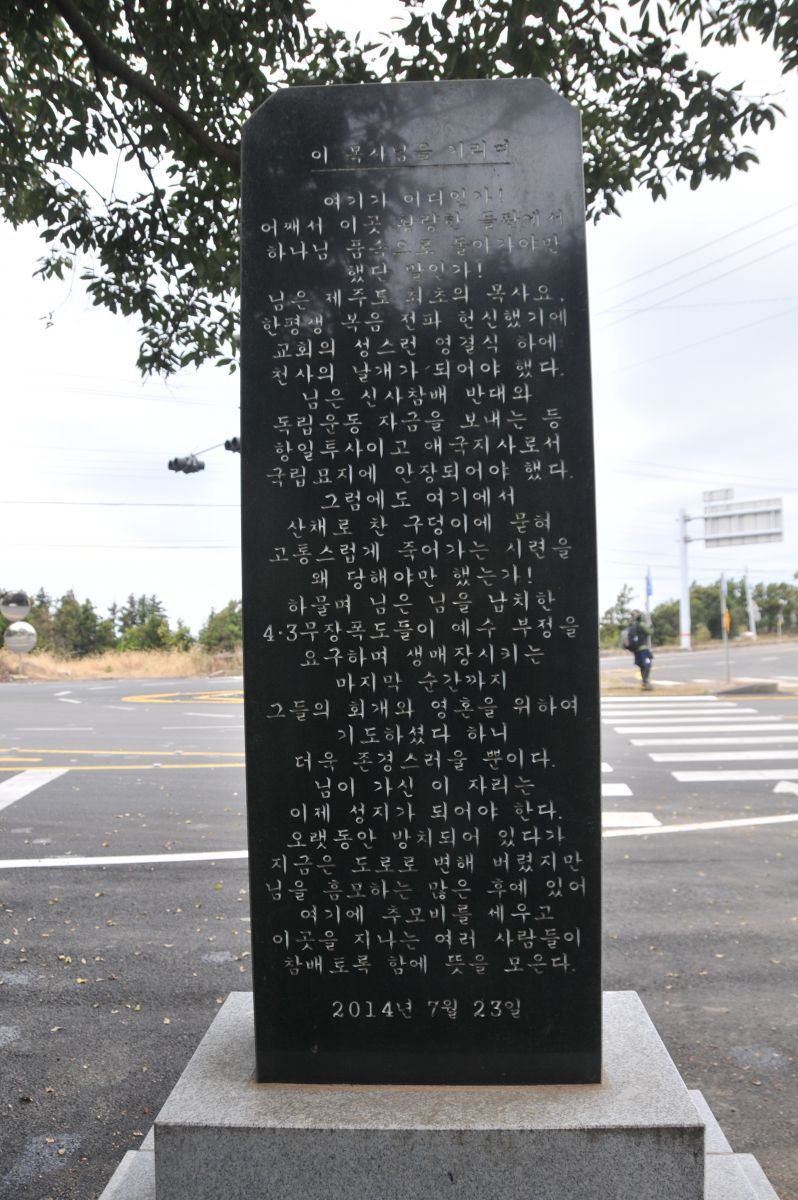 이 목사님을 기리며
여기가 어디인가!
어째서 이곳 황량한 들판에서
하나님 품속으로 돌아가야만
했단 말인가!
님은 제주도 최초의 목사요,
한평생 복음 전파 헌신했기에
교회의 성스런 영결식 하에
천사의 날개가 되어야 했다.
님은 신사참배 반대와
독립운동 자금을 보내는 등
항일투사이고 애국지사로서
국립묘지에 안장되어야 했다.
그럼에도 여기에서
산채로 찬 구덩이에 묻혀
고통스럽게 죽어가는 시련을
왜 당해야만 했는가!
하물며 님은 님을 납치한
4·3무장폭도들이 예수 부정을
요구하며 생매장시키는
마지막 순간까지
그들의 회개와 영혼을 위하여
기도하셨다 하니
더욱 존경스러울 뿐이다.
님이 가신 이 자리는
이제 성지가 되어야 한다.
오랫동안 방치되어 있다가
지금은 도로로 변해 버렸지만
님을 흠모하는 많은 후예 있어
여기에 추모비를 세우고
이곳을 지나는 여러 사람들이
참배토록 함에 뜻을 모은다.
2014년 7월 23일